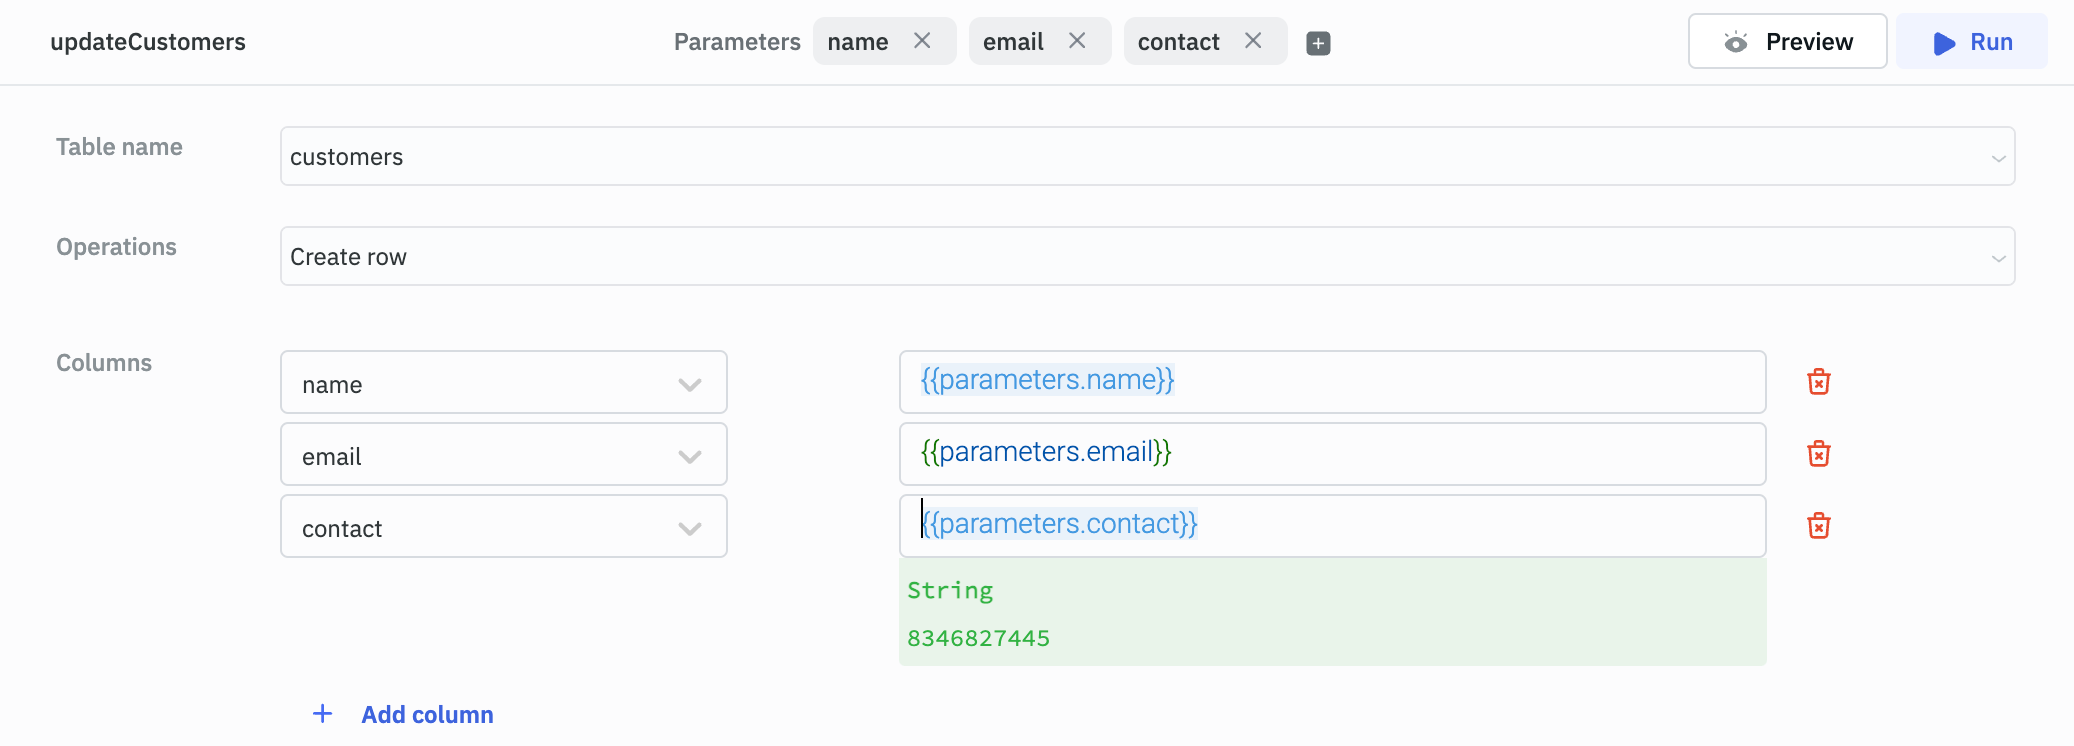 updateCustomers Parameters name email contact Preview Run
Table name customers
Operations Create row
Columns name {{parameters.name}}
email {{parameters.email}}
contact {{parameters.contact}}
String
8346827445
+ Add column